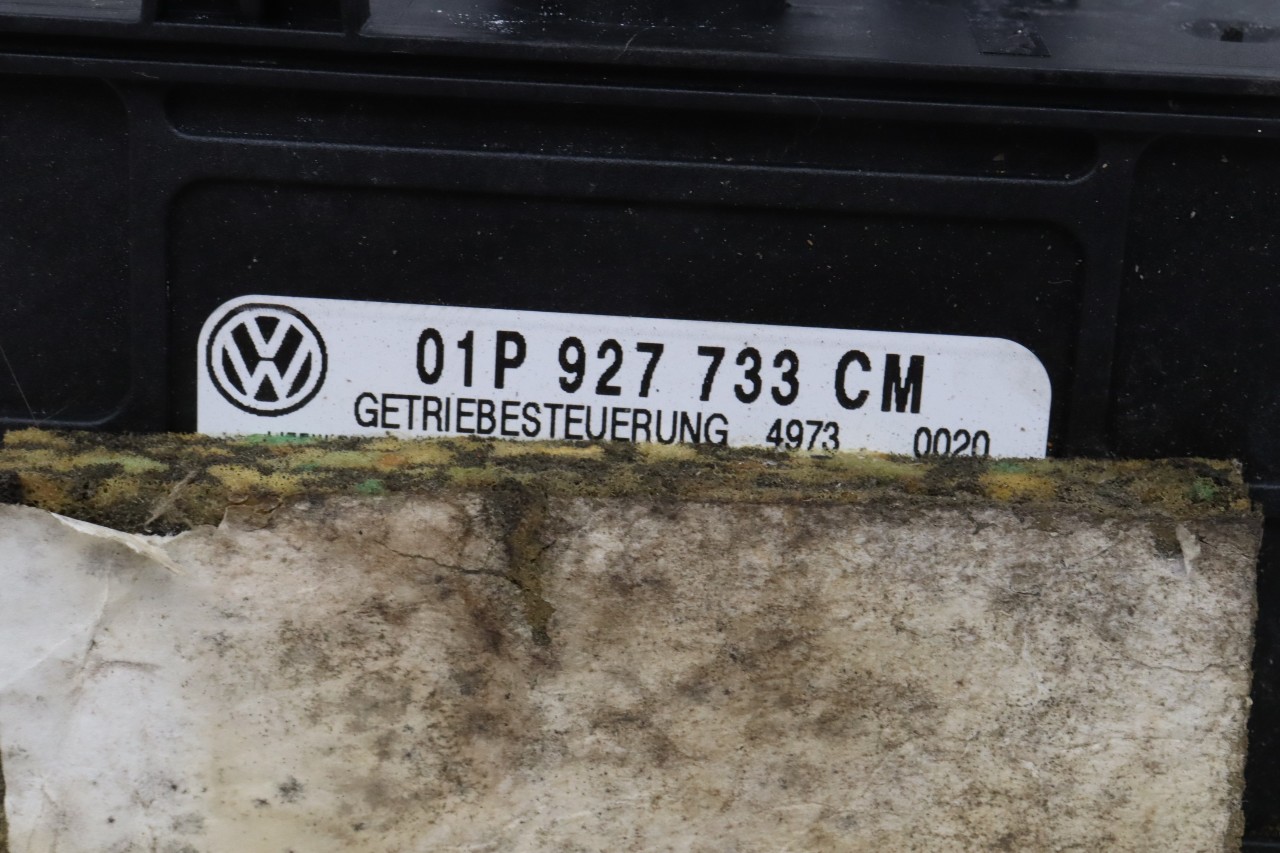 01P 927 733 CM
GETRIEBESTEUERUNG 4973 0020